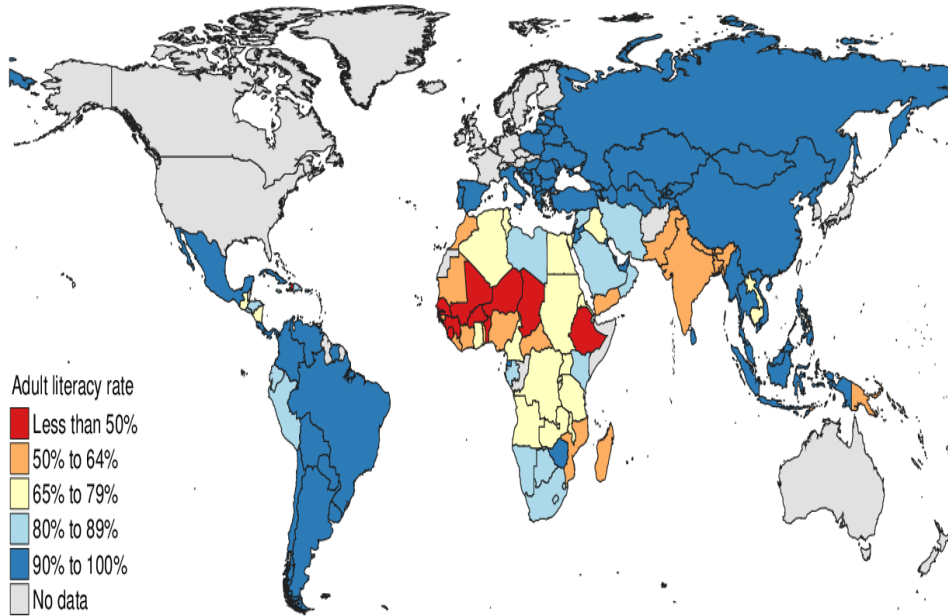 Adult literacy rate
Less than 50%
50% to 64%
65% to 79%
80% to 89%
90% to 100%
No data